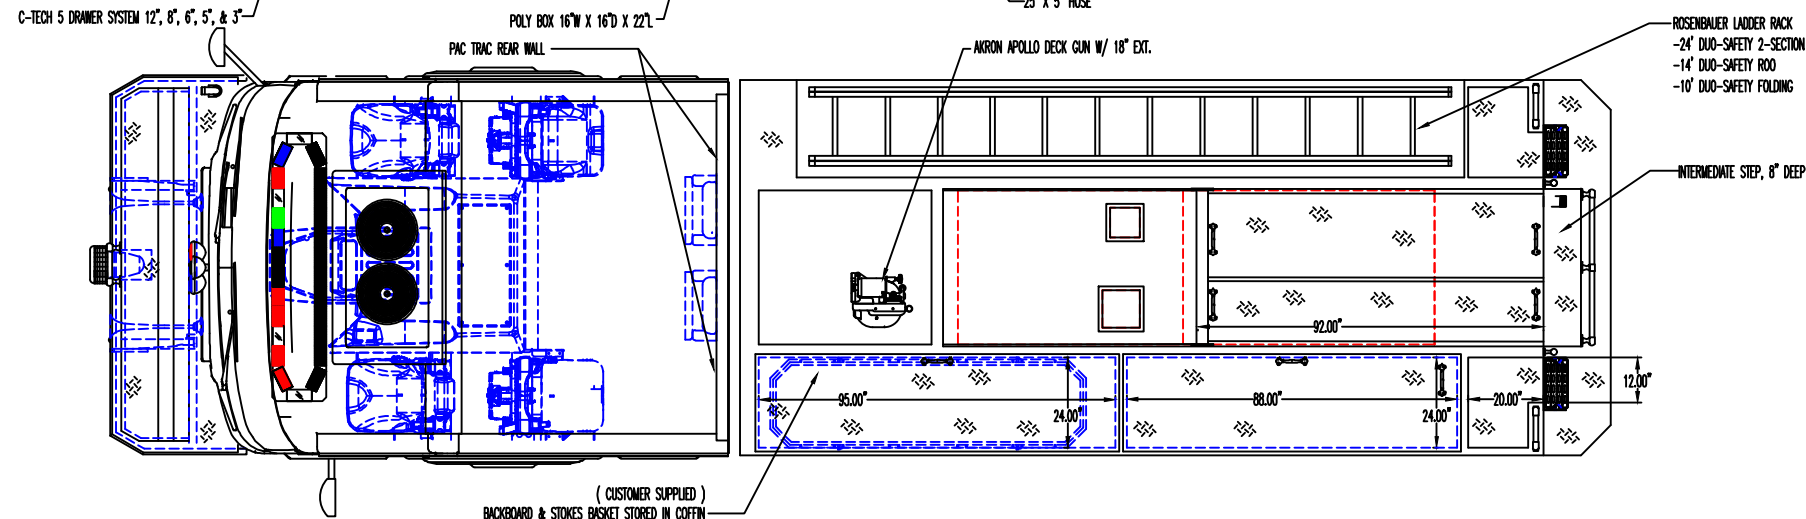 C-TECH 5 DRAWER SYSTEM 12", 8", 6", 5", & 3"
POLY BOX 16"W X 16"D X 22"L
25' X 5" HOSE
PAC TRAC REAR WALL
AKRON APOLLO DECK GUN W/ 18" EXT.
ROSENBAUER LADDER RACK
-24' DUO-SAFETY 2-SECTION
-14' DUO-SAFETY ROO
-10' DUO-SAFETY FOLDING
INTERMEDIATE STEP, 8" DEEP
92.00"
95.00"
24.00"
88.00"
24.00"
20.00"
12.00"
( CUSTOMER SUPPLIED )
BACKBOARD & STOKES BASKET STORED IN COFFIN